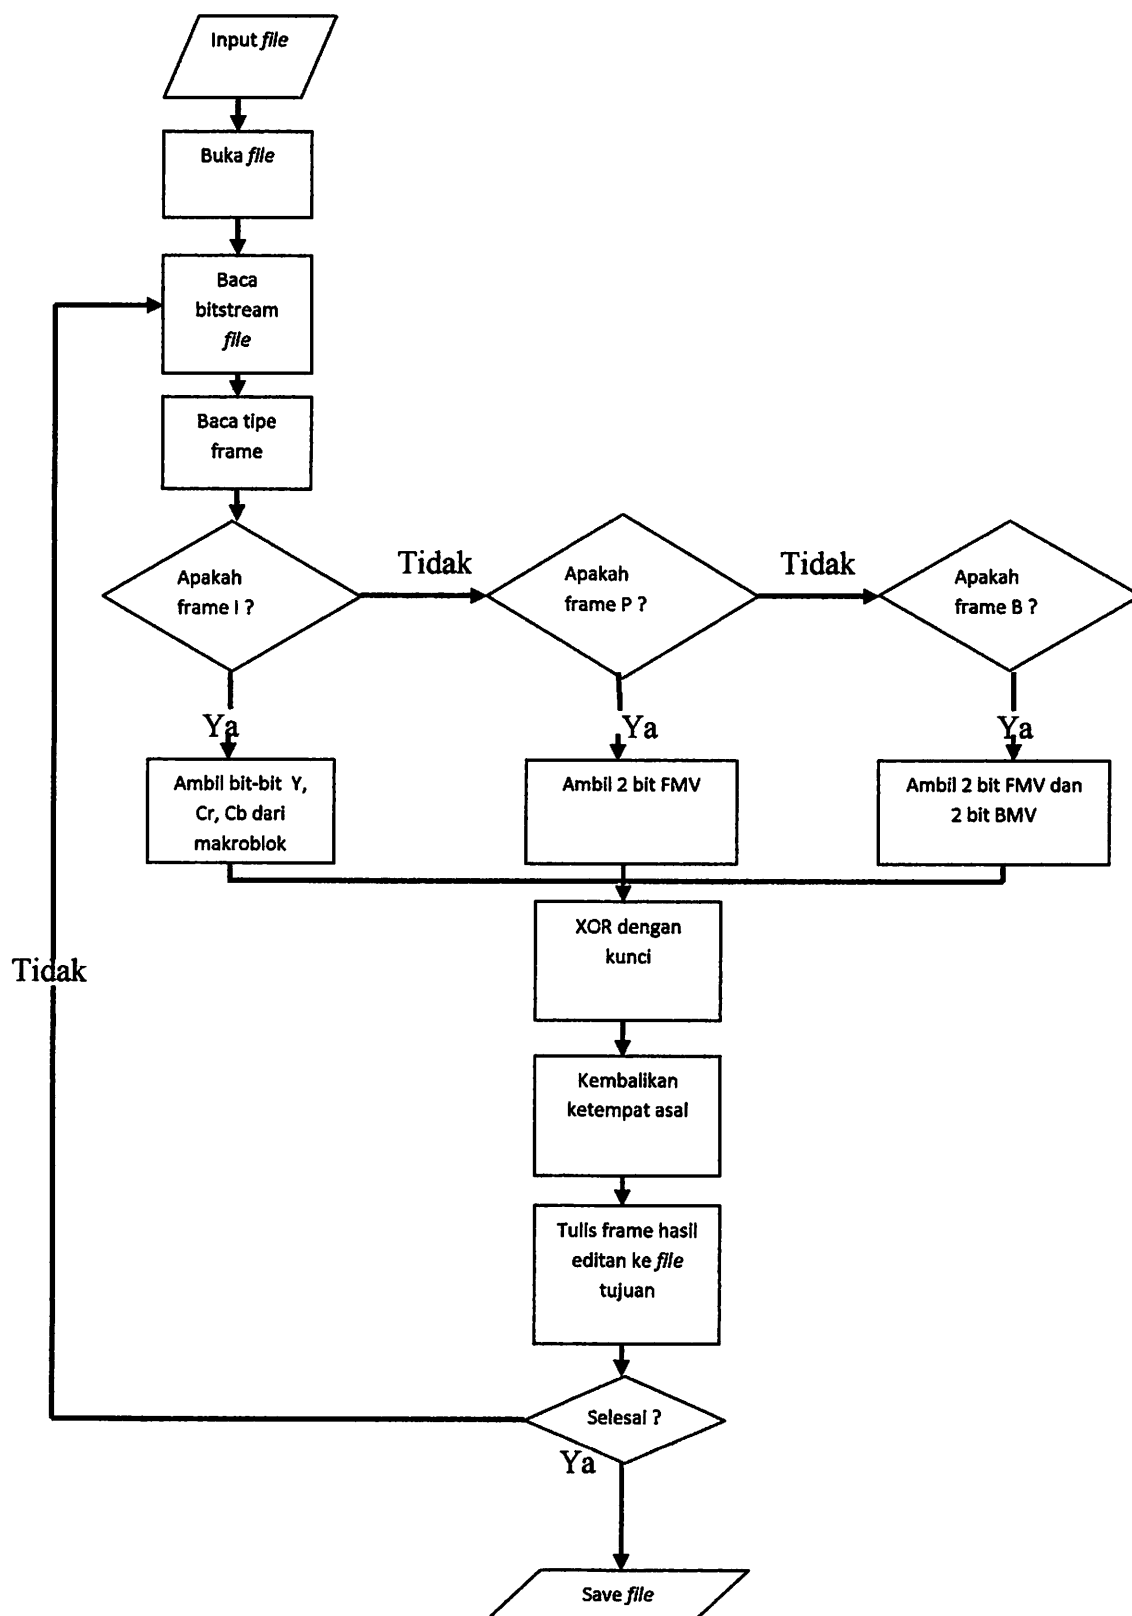 Input file
Buka file
Baca
bitstream
file
Baca tipe
frame
Apakah
frame I ?
Tidak
Apakah
frame P ?
Tidak
Apakah
frame B ?
Ya
Ya
Ya
Ambil bit-bit Y,
Cr, Cb dari
makroblok
Ambil 2 bit FMV
Ambil 2 bit FMV dan
2 bit BMV
XOR dengan
kunci
Tidak
Kembalikan
ketempat asal
Tulis frame hasil
editan ke file
tujuan
Selesai ?
Ya
Save file